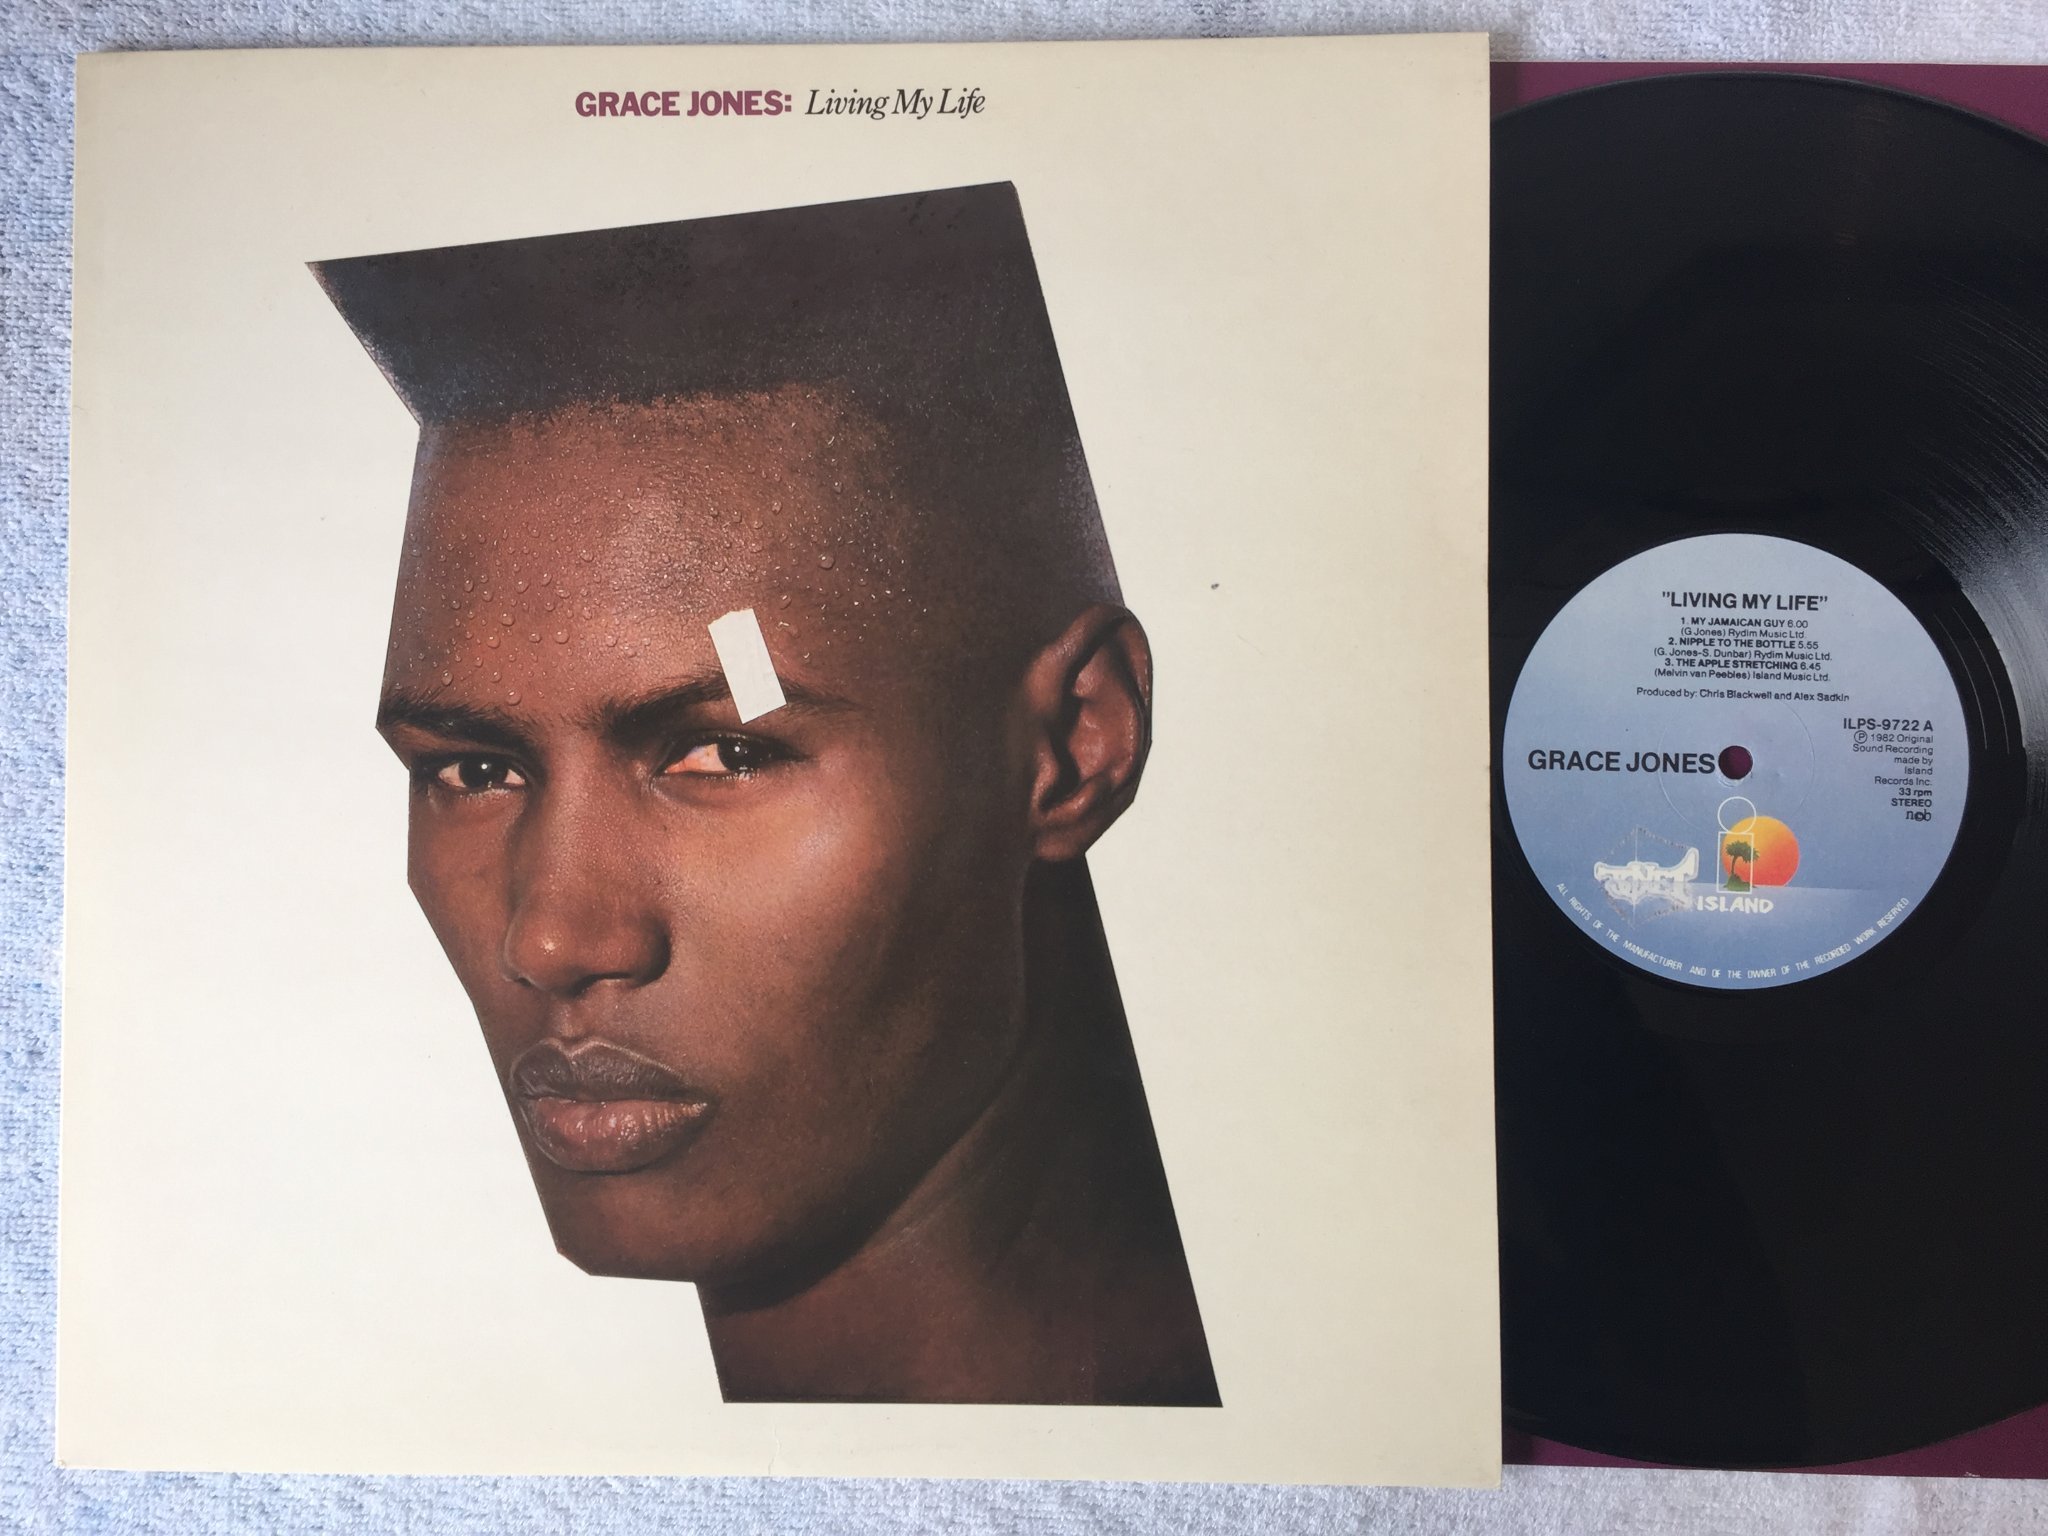 GRACE JONES: Living My Life
"LIVING MY LIFE"
1. MY JAMAICAN GUY 6.00
(G Jones) Rydim Music Ltd.
2. NIPPLE TO THE BOTTLE 5.55
(G. Jones-S. Dunbar) Rydim Music Ltd.
3. THE APPLE STRETCHING 6.45
(Melvin van Peebles) Island Music Ltd.
Produced by: Chris Blackwell and Alex Sadkin
GRACE JONES
ILPS-9722 A
Ⓟ 1982 Original
Sound Recording
made by
Island
Records Inc.
33 rpm
STEREO
n©b
ISLAND
ALL RIGHTS OF THE MANUFACTURER AND OF THE OWNER OF THE RECORDED WORK RESERVED